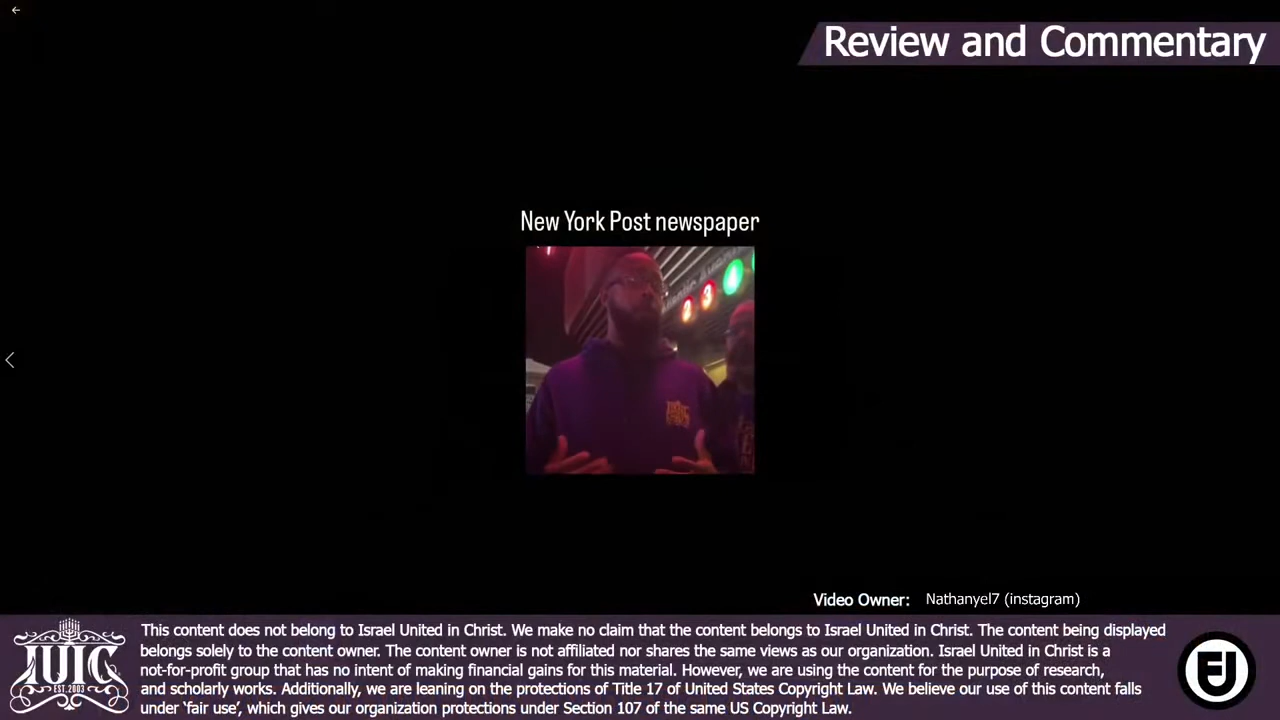 Review and Commentary
New York Post newspaper
2 3 4
Video Owner: Nathanyel7 (instagram)
This content does not belong to Israel United in Christ. We make no claim that the content belongs to Israel United in Christ. The content being displayed
belongs solely to the content owner. The content owner is not affiliated nor shares the same views as our organization. Israel United in Christ is a
not-for-profit group that has no intent of making financial gains for this material. However, we are using the content for the purpose of research,
and scholarly works. Additionally, we are leaning on the protections of Title 17 of United States Copyright Law. We believe our use of this content falls
under ‘fair use’, which gives our organization protections under Section 107 of the same US Copyright Law.
IUIC
EST.2003